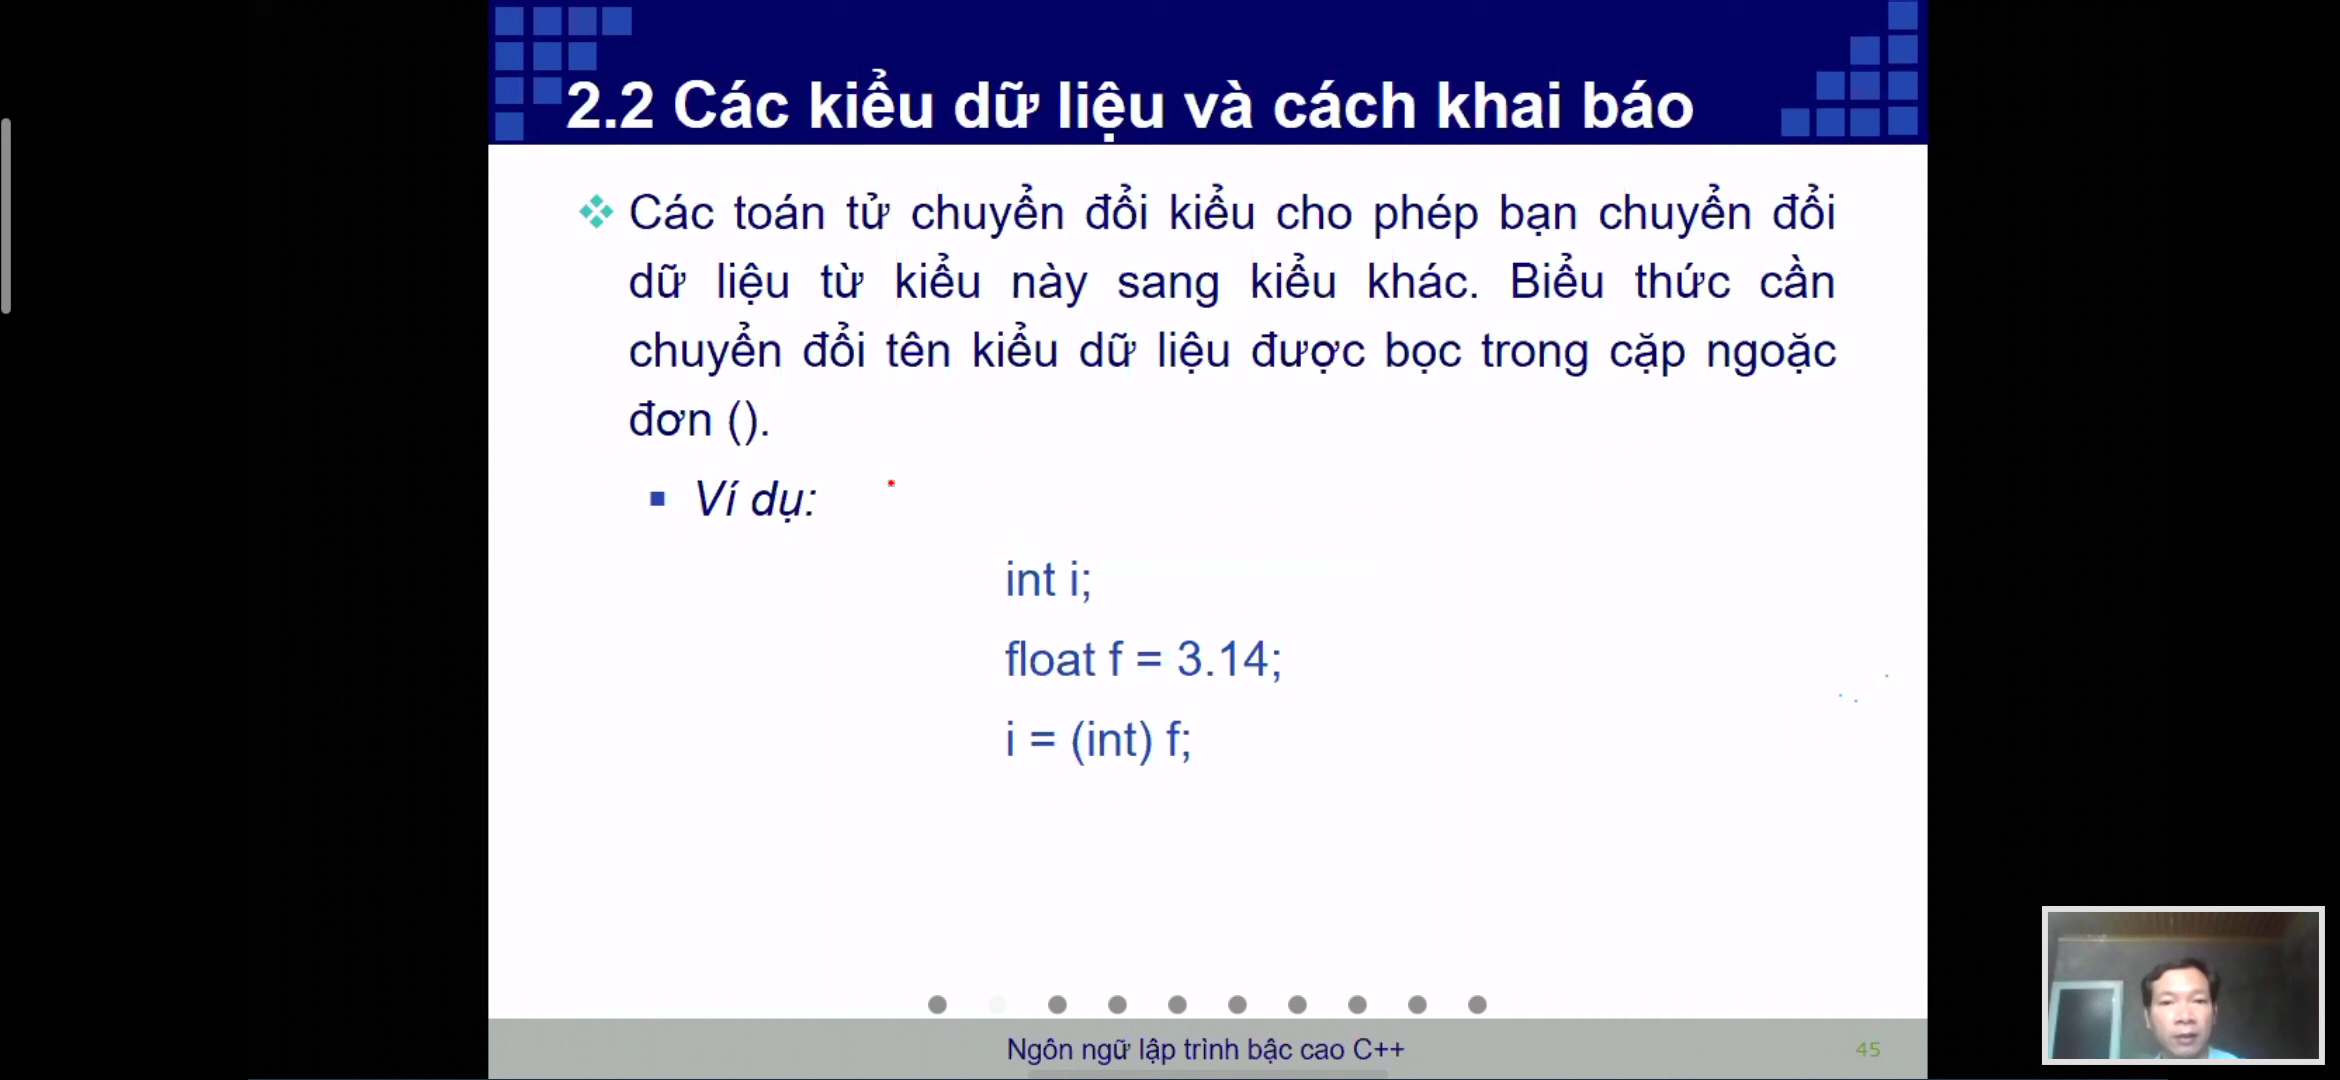 2.2 Các kiểu dữ liệu và cách khai báo
Các toán tử chuyển đổi kiểu cho phép bạn chuyển đổi
dữ liệu từ kiểu này sang kiểu khác. Biểu thức cần
chuyển đổi tên kiểu dữ liệu được bọc trong cặp ngoặc
đơn ().
Ví dụ:
int i;
float f = 3.14;
i = (int) f;
Ngôn ngữ lập trình bậc cao C++
45